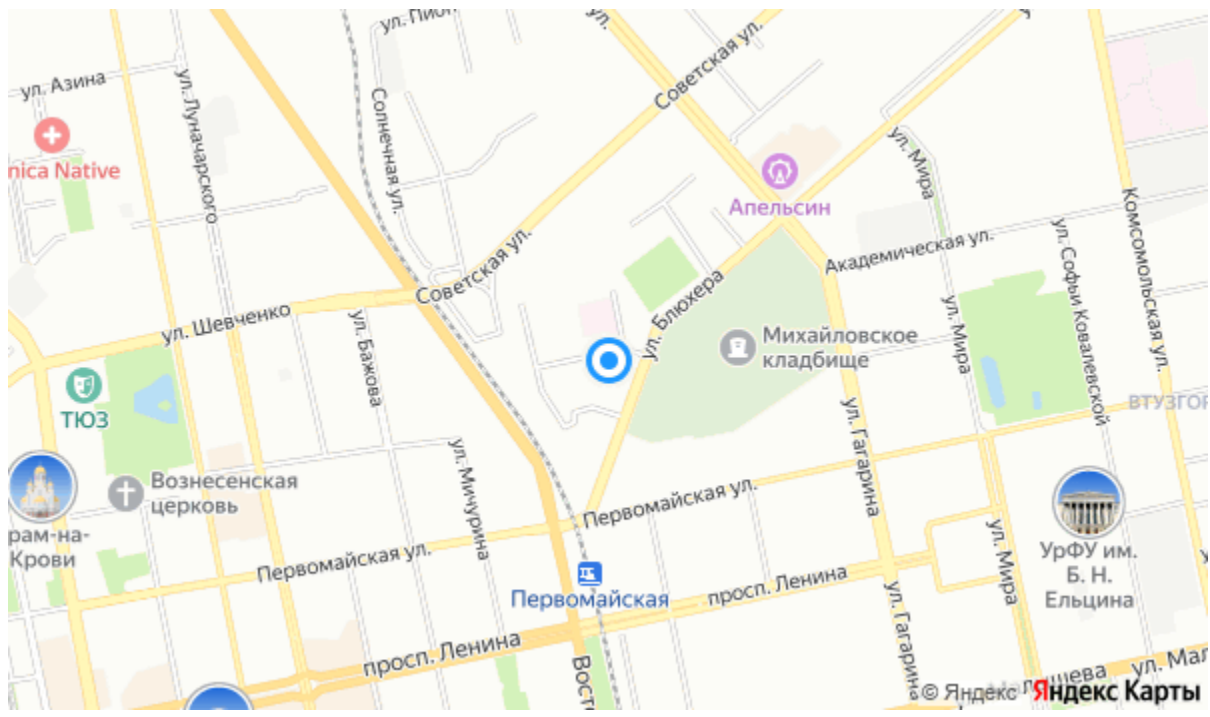 ул. Пион
ул.
ул. Азина
ул. Луначарского
Солнечная ул.
Советская ул.
nica Native
Апельсин
ул. Мира
Комсомольская ул.
Академическая ул.
ул. Софьи Ковалевской
Советская ул.
ул. Шевченко
ул. Бажова
ул. Блюхера
Михайловское
кладбище
ул. Мира
ТЮЗ
ВТУЗГОР
ул. Гагарина
Вознесенская
церковь
ул. Мичурина
Первомайская ул.
рам-на-
Крови
Первомайская ул.
ул. Мира
УрФУ им.
Б. Н.
Ельцина
Первомайская
просп. Ленина
ул. Гагарина
просп. Ленина
Вост
ул. Мал
© Яндекс
Яндекс Карты